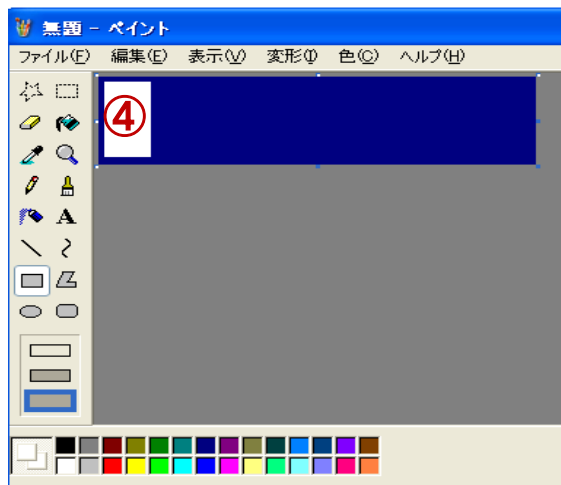 無題 - ペイント
ファイル(F) 編集(E) 表示(V) 変形(I) 色(C) ヘルプ(H)
④
A